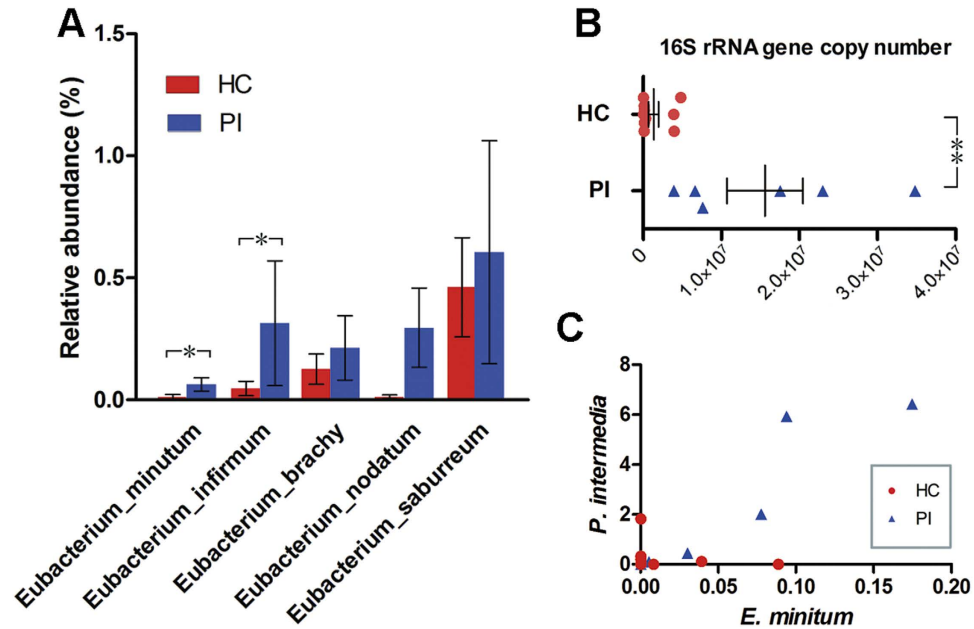 A
Relative abundance (%)
1.5
1.0
0.5
0.0
HC
PI
*
*
Eubacterium_minutum
Eubacterium_infirmum
Eubacterium_brachy
Eubacterium_nodatum
Eubacterium_saburreum
B
16S rRNA gene copy number
HC
PI
**
0
1.0×10⁷
2.0×10⁷
3.0×10⁷
4.0×10⁷
C
P. intermedia
8
6
4
2
0
HC
PI
0.00
0.05
0.10
0.15
0.20
E. minitum